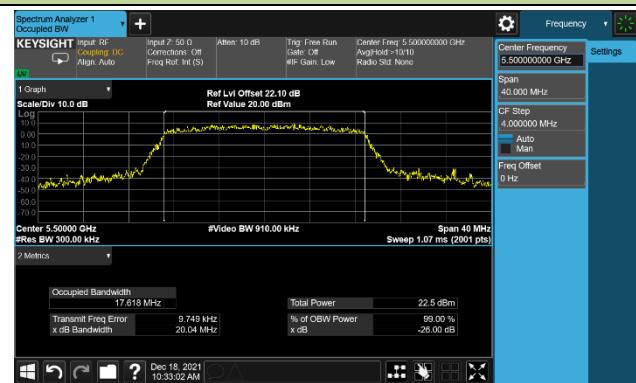 Spectrum Analyzer 1
Occupied BW
Frequency
KEYSIGHT
Input: RF
Coupling: DC
Align: Auto
Input Z: 50 Ω
Corrections: Off
Freq Ref: Int (S)
Atten: 10 dB
Trig: Free Run
Gate: Off
#IF Gain: Low
Center Freq: 5.500000000 GHz
Avg|Hold:>10/10
Radio Std: None
Center Frequency
5.500000000 GHz
Settings
Span
40.000 MHz
CF Step
4.000000 MHz
Auto
Man
Freq Offset
0 Hz
1 Graph
Scale/Div 10.0 dB
Ref Lvl Offset 22.10 dB
Ref Value 20.00 dBm
Log
10.0
0.00
-10.0
-20.0
-30.0
-40.0
-50.0
-60.0
-70.0
Center 5.50000 GHz
#Video BW 910.00 kHz
Span 40 MHz
#Res BW 300.00 kHz
Sweep 1.07 ms (2001 pts)
2 Metrics
Occupied Bandwidth
17.618 MHz
Total Power 22.5 dBm
Transmit Freq Error 9.749 kHz
% of OBW Power 99.00 %
x dB Bandwidth 20.04 MHz
x dB -26.00 dB
?
Dec 18, 2021
10:33:02 AM